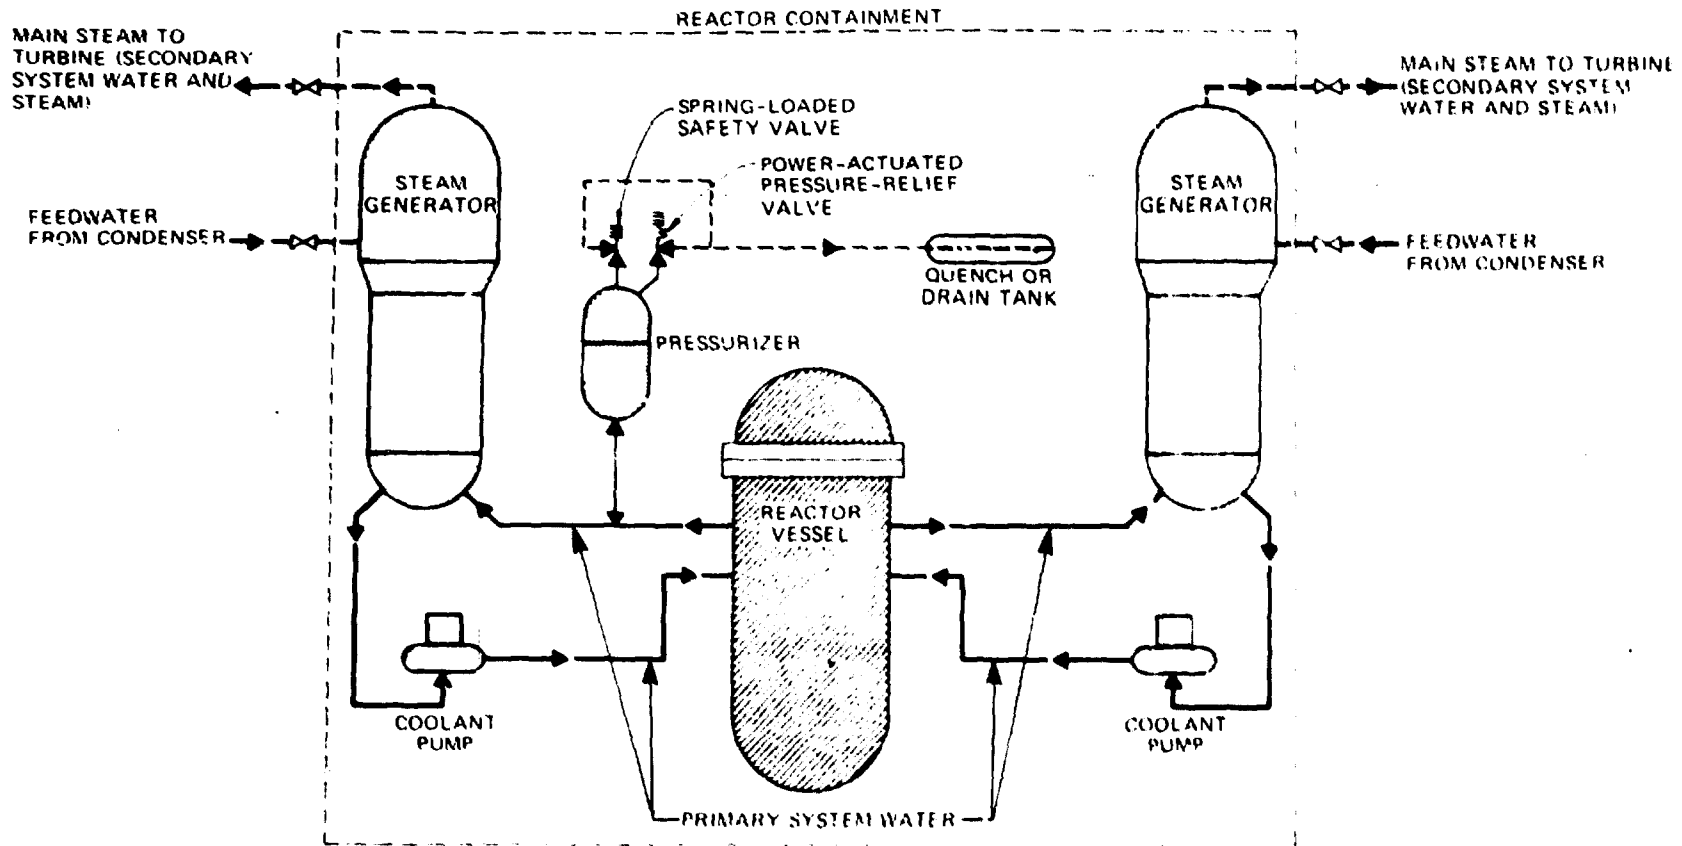 REACTOR CONTAINMENT
MAIN STEAM TO
TURBINE (SECONDARY
SYSTEM WATER AND
STEAM)
MAIN STEAM TO TURBINE
(SECONDARY SYSTEM
WATER AND STEAM)
SPRING-LOADED
SAFETY VALVE
POWER-ACTUATED
PRESSURE-RELIEF
VALVE
STEAM
GENERATOR
STEAM
GENERATOR
FEEDWATER
FROM CONDENSER
FEEDWATER
FROM CONDENSER
QUENCH OR
DRAIN TANK
PRESSURIZER
REACTOR
VESSEL
COOLANT
PUMP
COOLANT
PUMP
PRIMARY SYSTEM WATER